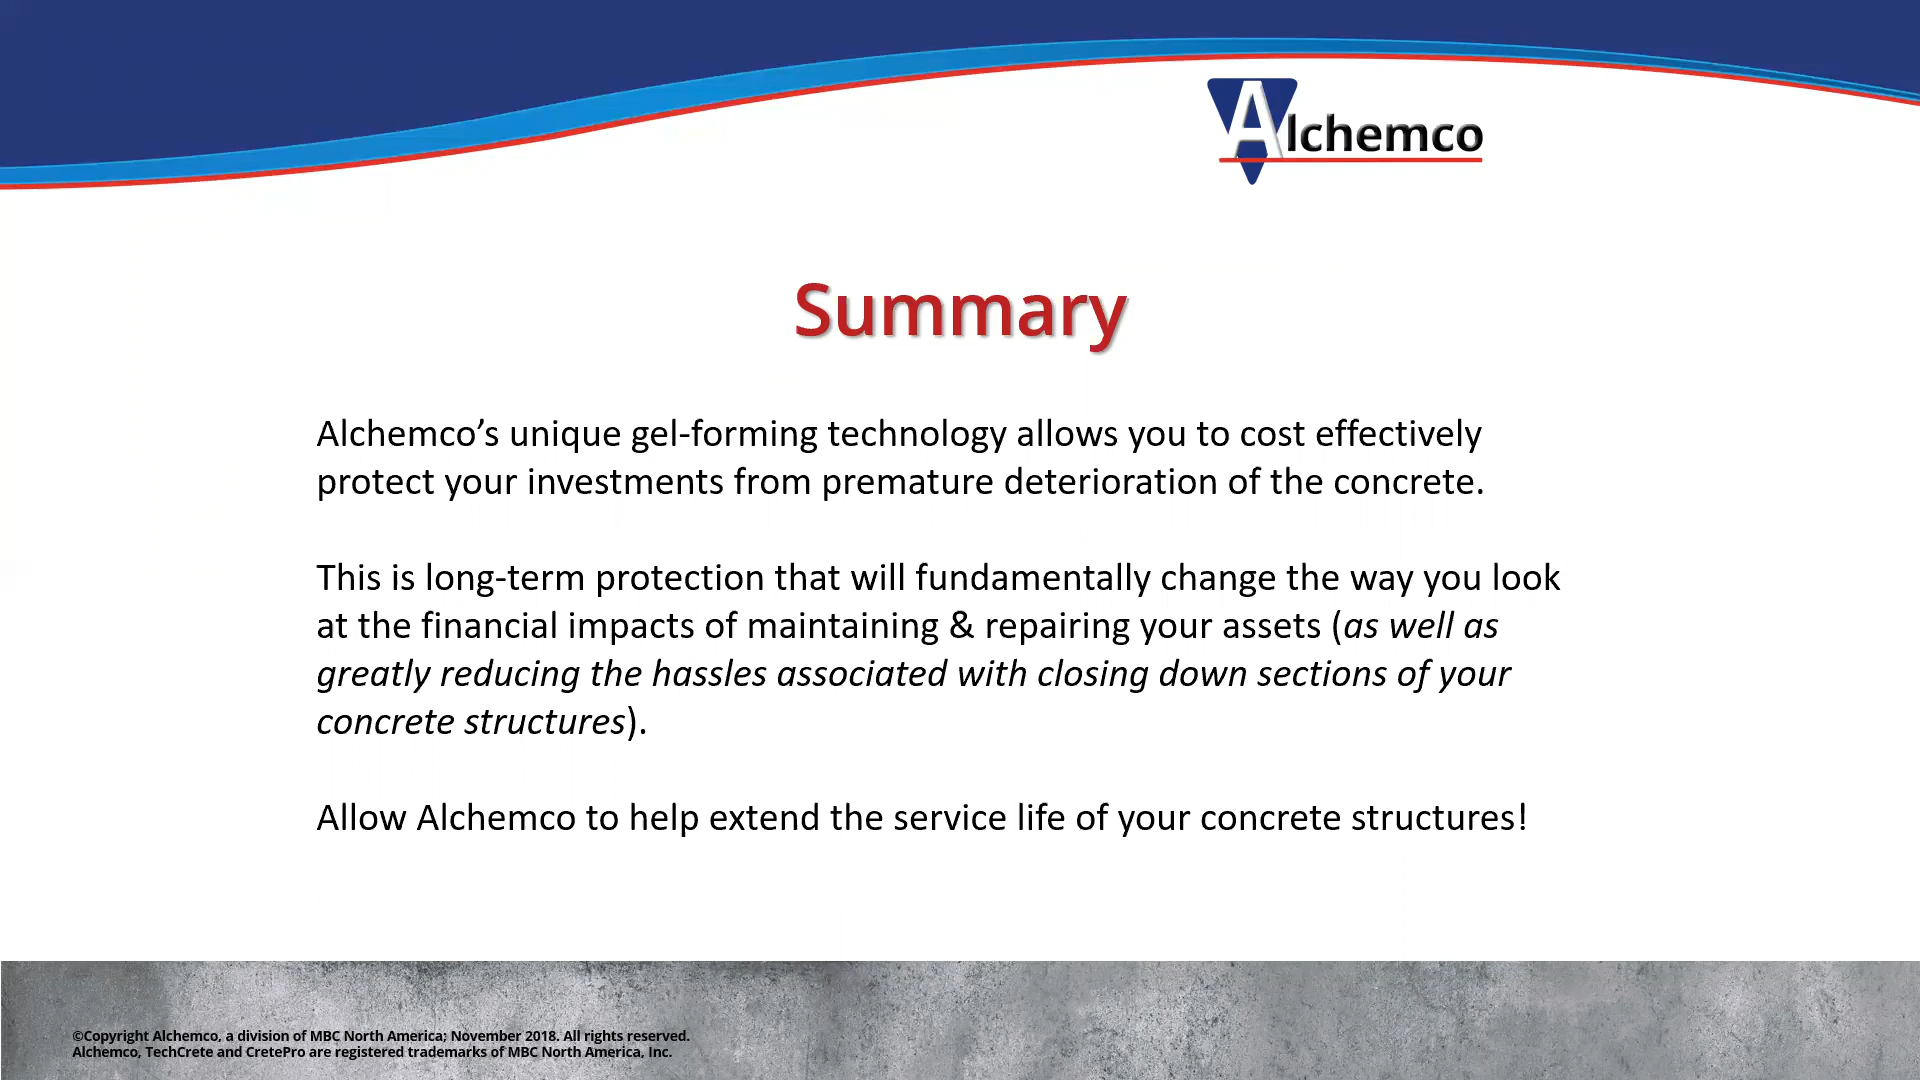 Alchemco
Summary
Alchemco’s unique gel-forming technology allows you to cost effectively
protect your investments from premature deterioration of the concrete.
This is long-term protection that will fundamentally change the way you look
at the financial impacts of maintaining & repairing your assets (as well as
greatly reducing the hassles associated with closing down sections of your
concrete structures).
Allow Alchemco to help extend the service life of your concrete structures!
©Copyright Alchemco, a division of MBC North America; November 2018. All rights reserved.
Alchemco, TechCrete and CretePro are registered trademarks of MBC North America, Inc.